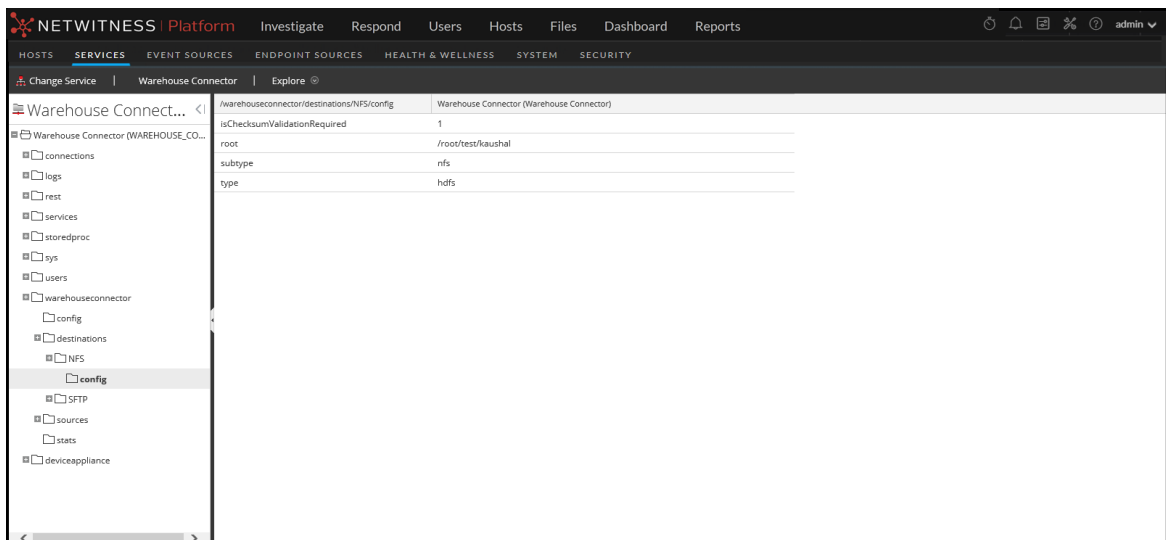 NETWITNESS Platform Investigate Respond Users Hosts Files Dashboard Reports admin
HOSTS SERVICES EVENT SOURCES ENDPOINT SOURCES HEALTH & WELLNESS SYSTEM SECURITY
Change Service | Warehouse Connector | Explore
Warehouse Connect...
/warehouseconnector/destinations/NFS/config Warehouse Connector (Warehouse Connector)
isChecksumValidationRequired 1
root /root/test/kaushal
subtype nfs
type hdfs
Warehouse Connector (WAREHOUSE_CO...
connections
logs
rest
services
storedproc
sys
users
warehouseconnector
config
destinations
NFS
config
SFTP
sources
stats
deviceappliance